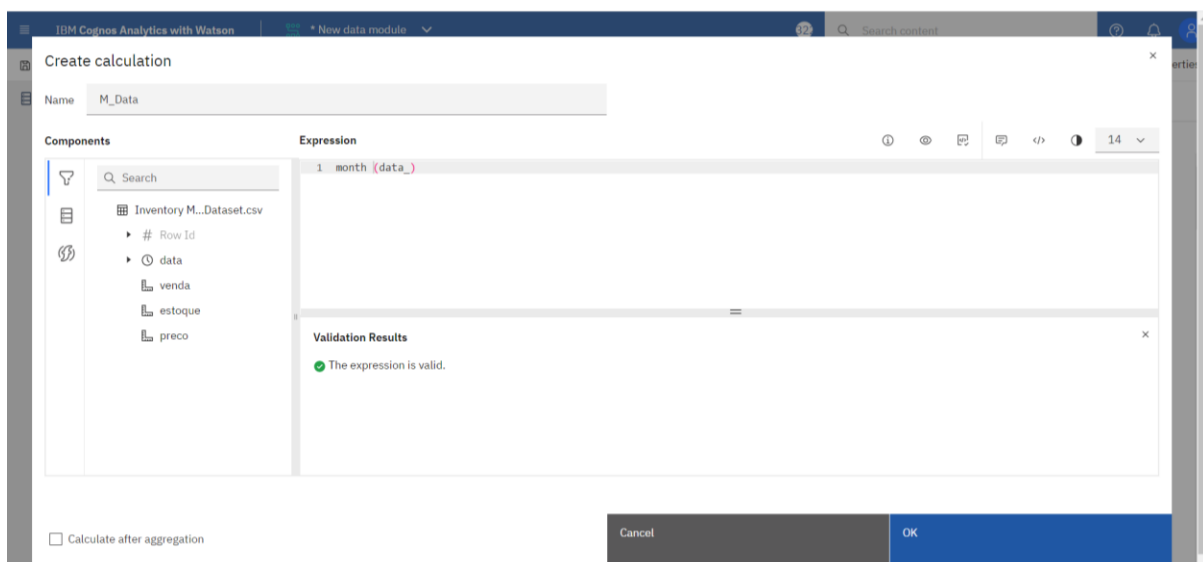 IBM Cognos Analytics with Watson
* New data module
32
Search content
erties
Create calculation
Name
M_Data
Components
Expression
14
Search
1 month (data_)
Inventory M...Dataset.csv
# Row Id
data
venda
estoque
preco
Validation Results
The expression is valid.
Calculate after aggregation
Cancel
OK